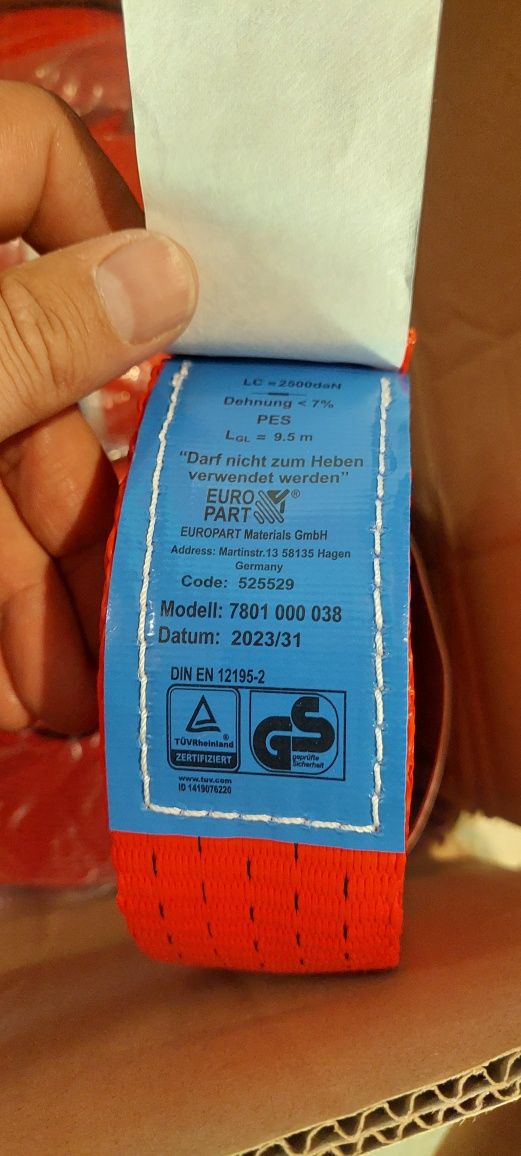 LC = 2500daN
Dehnung < 7%
PES
LGL = 9.5 m
"Darf nicht zum Heben
verwendet werden"
EURO
PART ®
EUROPART Materials GmbH
Address: Martinstr.13 58135 Hagen
Germany
Code: 525529
Modell: 7801 000 038
Datum: 2023/31
DIN EN 12195-2
TÜVRheinland ®
ZERTIFIZIERT
GS
geprüfte
Sicherheit
www.tuv.com
ID 1419076220